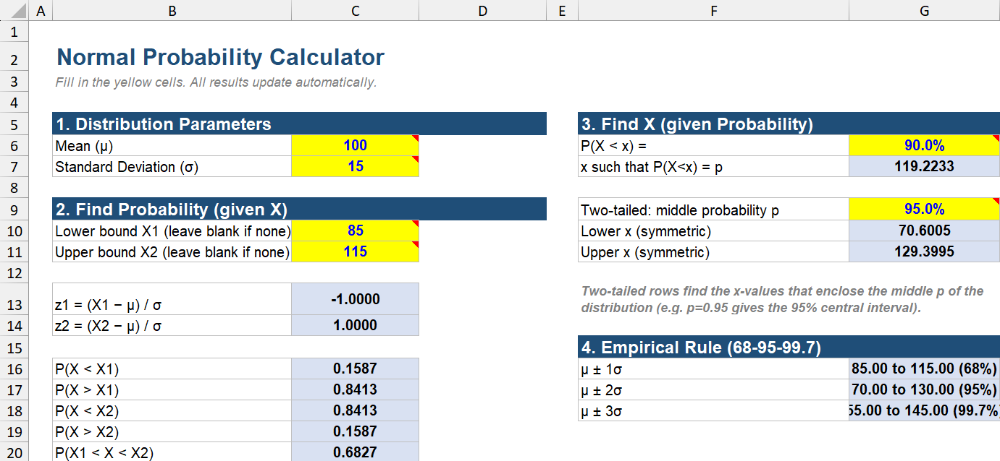 A B C D E F G
1
2 Normal Probability Calculator
3 Fill in the yellow cells. All results update automatically.
4
5 1. Distribution Parameters 3. Find X (given Probability)
6 Mean (μ) 100 P(X < x) = 90.0%
7 Standard Deviation (σ) 15 x such that P(X<x) = p 119.2233
8
9 2. Find Probability (given X) Two-tailed: middle probability p 95.0%
10 Lower bound X1 (leave blank if none) 85 Lower x (symmetric) 70.6005
11 Upper bound X2 (leave blank if none) 115 Upper x (symmetric) 129.3995
12
Two-tailed rows find the x-values that enclose the middle p of the
13 z1 = (X1 − μ) / σ -1.0000 distribution (e.g. p=0.95 gives the 95% central interval).
14 z2 = (X2 − μ) / σ 1.0000
15 4. Empirical Rule (68-95-99.7)
16 P(X < X1) 0.1587 μ ± 1σ 85.00 to 115.00 (68%)
17 P(X > X1) 0.8413 μ ± 2σ 70.00 to 130.00 (95%)
18 P(X < X2) 0.8413 μ ± 3σ 55.00 to 145.00 (99.7%
19 P(X > X2) 0.1587
20 P(X1 < X < X2) 0.6827